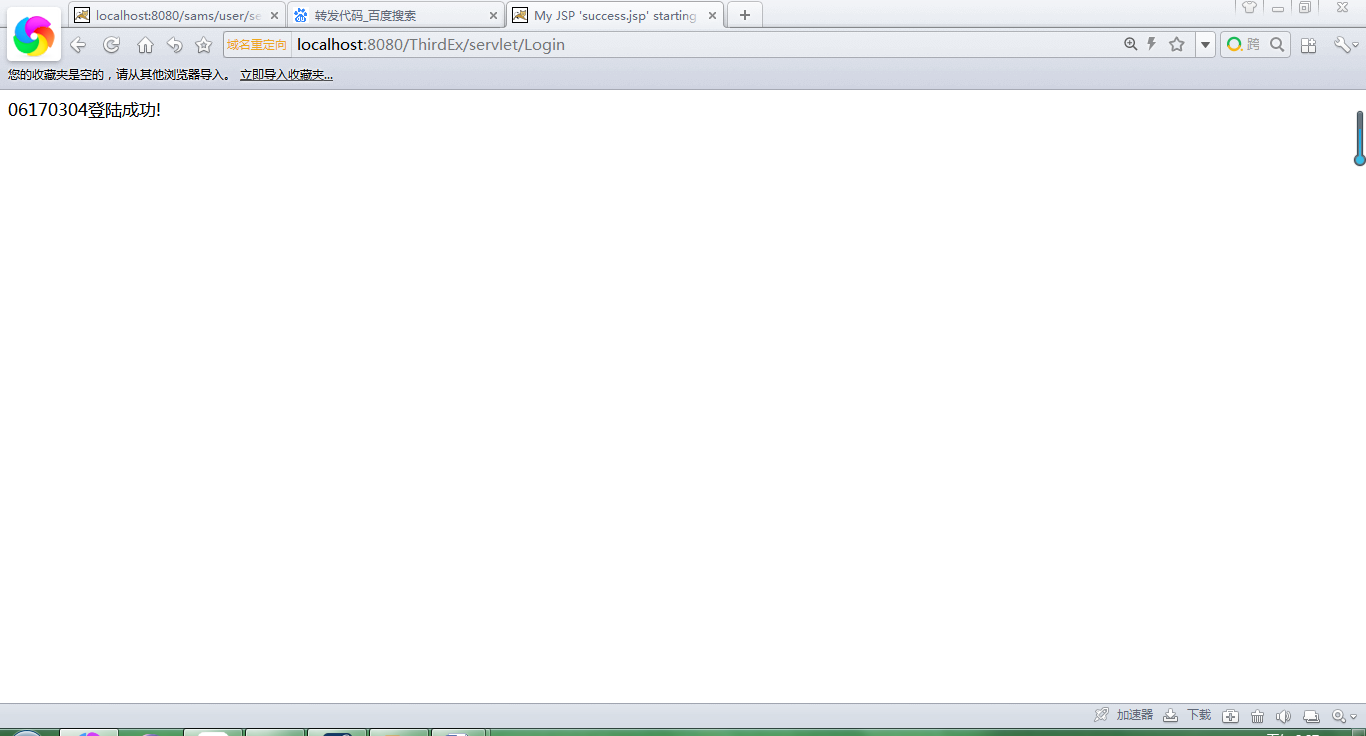 localhost:8080/sams/user/se
转发代码_百度搜索
My JSP 'success.jsp' starting
域名重定向 localhost:8080/ThirdEx/servlet/Login
跨
您的收藏夹是空的，请从其他浏览器导入。 立即导入收藏夹...
06170304登陆成功!
加速器 下载